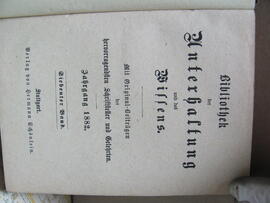 Bibliothek
der
Unterhaltung
und des
Wissens.
Mit Original-Beiträgen
der
hervorragendsten Schriftsteller und Gelehrten.
Jahrgang 1882.
Siebenter Band.
Stuttgart.
Verlag von Hermann Schönlein.